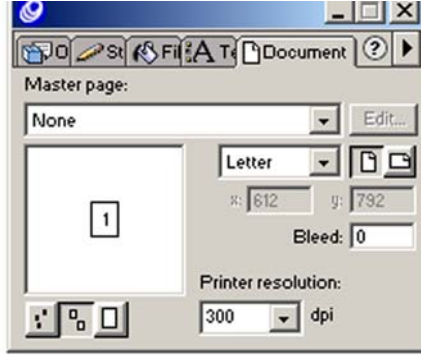 O St Fil Te Document ?
Master page:
None Edit...
Letter
x: 612 y: 792
1
Bleed: 0
Printer resolution:
300 dpi